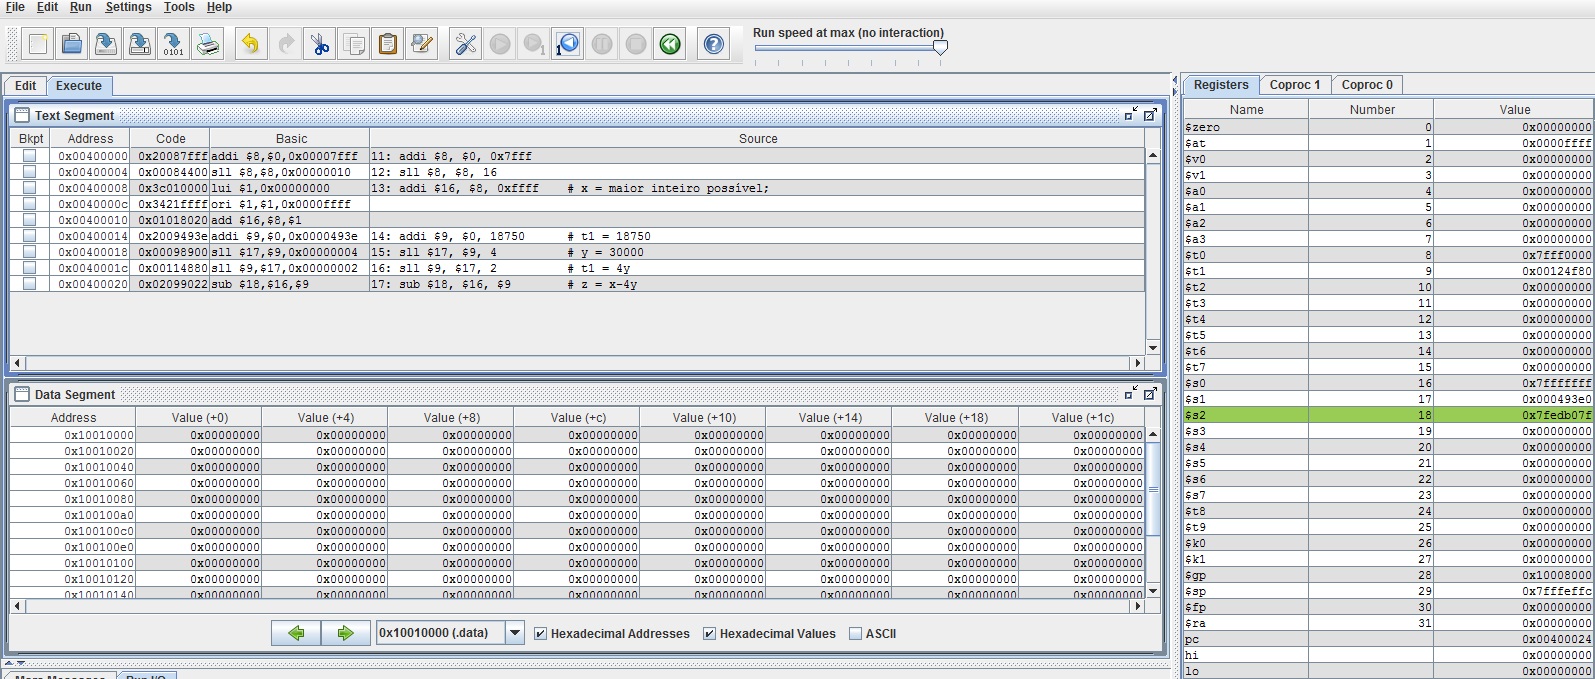 File Edit Run Settings Tools Help
Run speed at max (no interaction)
Edit Execute
Text Segment
Bkpt Address Code Basic Source
0x00400000 0x20087fff addi $8,$0,0x00007fff 11: addi $8, $0, 0x7fff
0x00400004 0x00084400 sll $8,$8,0x00000010 12: sll $8, $8, 16
0x00400008 0x3c010000 lui $1,0x00000000 13: addi $16, $8, 0xffff # x = maior inteiro possível;
0x0040000c 0x3421ffff ori $1,$1,0x0000ffff
0x00400010 0x01018020 add $16,$8,$1
0x00400014 0x2009493e addi $9,$0,0x0000493e 14: addi $9, $0, 18750 # t1 = 18750
0x00400018 0x00098900 sll $17,$9,0x00000004 15: sll $17, $9, 4 # y = 30000
0x0040001c 0x00114880 sll $9,$17,0x00000002 16: sll $9, $17, 2 # t1 = 4y
0x00400020 0x02099022 sub $18,$16,$9 17: sub $18, $16, $9 # z = x-4y
Data Segment
Address Value (+0) Value (+4) Value (+8) Value (+c) Value (+10) Value (+14) Value (+18) Value (+1c)
0x10010000 0x00000000 0x00000000 0x00000000 0x00000000 0x00000000 0x00000000 0x00000000 0x00000000
0x10010020 0x00000000 0x00000000 0x00000000 0x00000000 0x00000000 0x00000000 0x00000000 0x00000000
0x10010040 0x00000000 0x00000000 0x00000000 0x00000000 0x00000000 0x00000000 0x00000000 0x00000000
0x10010060 0x00000000 0x00000000 0x00000000 0x00000000 0x00000000 0x00000000 0x00000000 0x00000000
0x10010080 0x00000000 0x00000000 0x00000000 0x00000000 0x00000000 0x00000000 0x00000000 0x00000000
0x100100a0 0x00000000 0x00000000 0x00000000 0x00000000 0x00000000 0x00000000 0x00000000 0x00000000
0x100100c0 0x00000000 0x00000000 0x00000000 0x00000000 0x00000000 0x00000000 0x00000000 0x00000000
0x100100e0 0x00000000 0x00000000 0x00000000 0x00000000 0x00000000 0x00000000 0x00000000 0x00000000
0x10010100 0x00000000 0x00000000 0x00000000 0x00000000 0x00000000 0x00000000 0x00000000 0x00000000
0x10010120 0x00000000 0x00000000 0x00000000 0x00000000 0x00000000 0x00000000 0x00000000 0x00000000
0x10010140 0x00000000 0x00000000 0x00000000 0x00000000 0x00000000 0x00000000 0x00000000 0x00000000
0x10010000 (.data) Hexadecimal Addresses Hexadecimal Values ASCII
Registers Coproc 1 Coproc 0
Name Number Value
$zero 0 0x00000000
$at 1 0x0000ffff
$v0 2 0x00000000
$v1 3 0x00000000
$a0 4 0x00000000
$a1 5 0x00000000
$a2 6 0x00000000
$a3 7 0x00000000
$t0 8 0x7fff0000
$t1 9 0x00124f80
$t2 10 0x00000000
$t3 11 0x00000000
$t4 12 0x00000000
$t5 13 0x00000000
$t6 14 0x00000000
$t7 15 0x00000000
$s0 16 0x7fffffff
$s1 17 0x000493e0
$s2 18 0x7fedb07f
$s3 19 0x00000000
$s4 20 0x00000000
$s5 21 0x00000000
$s6 22 0x00000000
$s7 23 0x00000000
$t8 24 0x00000000
$t9 25 0x00000000
$k0 26 0x00000000
$k1 27 0x00000000
$gp 28 0x10008000
$sp 29 0x7fffeffc
$fp 30 0x00000000
$ra 31 0x00000000
pc 0x00400024
hi 0x00000000
lo 0x00000000